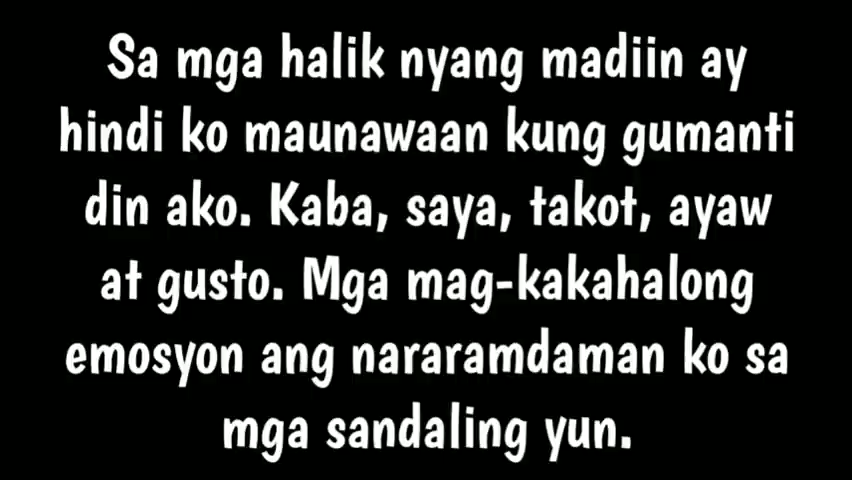 Sa mga halik nyang madiin ay
hindi ko maunawaan kung gumanti
din ako. Kaba, saya, takot, ayaw
at gusto. Mga mag-kakahalong
emosyon ang nararamdaman ko sa
mga sandaling yun.